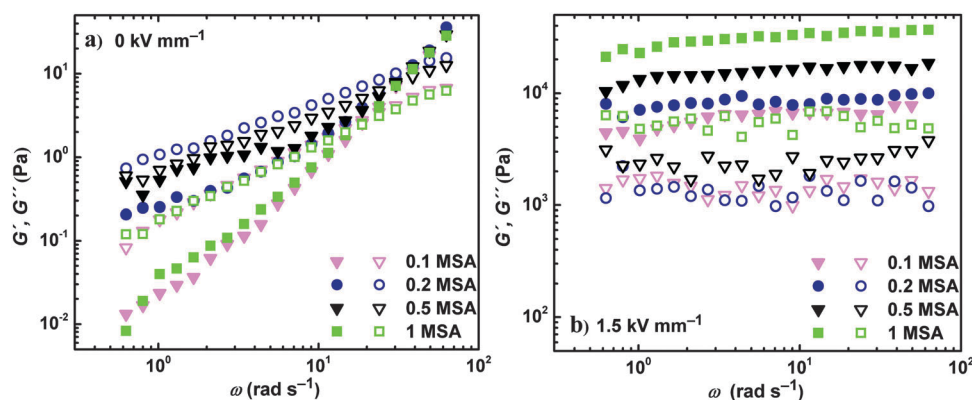 a) 0 kV mm⁻¹
G′, G′′ (Pa)
10¹
10⁰
10⁻¹
10⁻²
10⁰ 10¹ 10²
ω (rad s⁻¹)
0.1 MSA
0.2 MSA
0.5 MSA
1 MSA
G′, G′′ (Pa)
10⁴
10³
10²
b) 1.5 kV mm⁻¹
10⁰ 10¹ 10²
ω (rad s⁻¹)
0.1 MSA
0.2 MSA
0.5 MSA
1 MSA